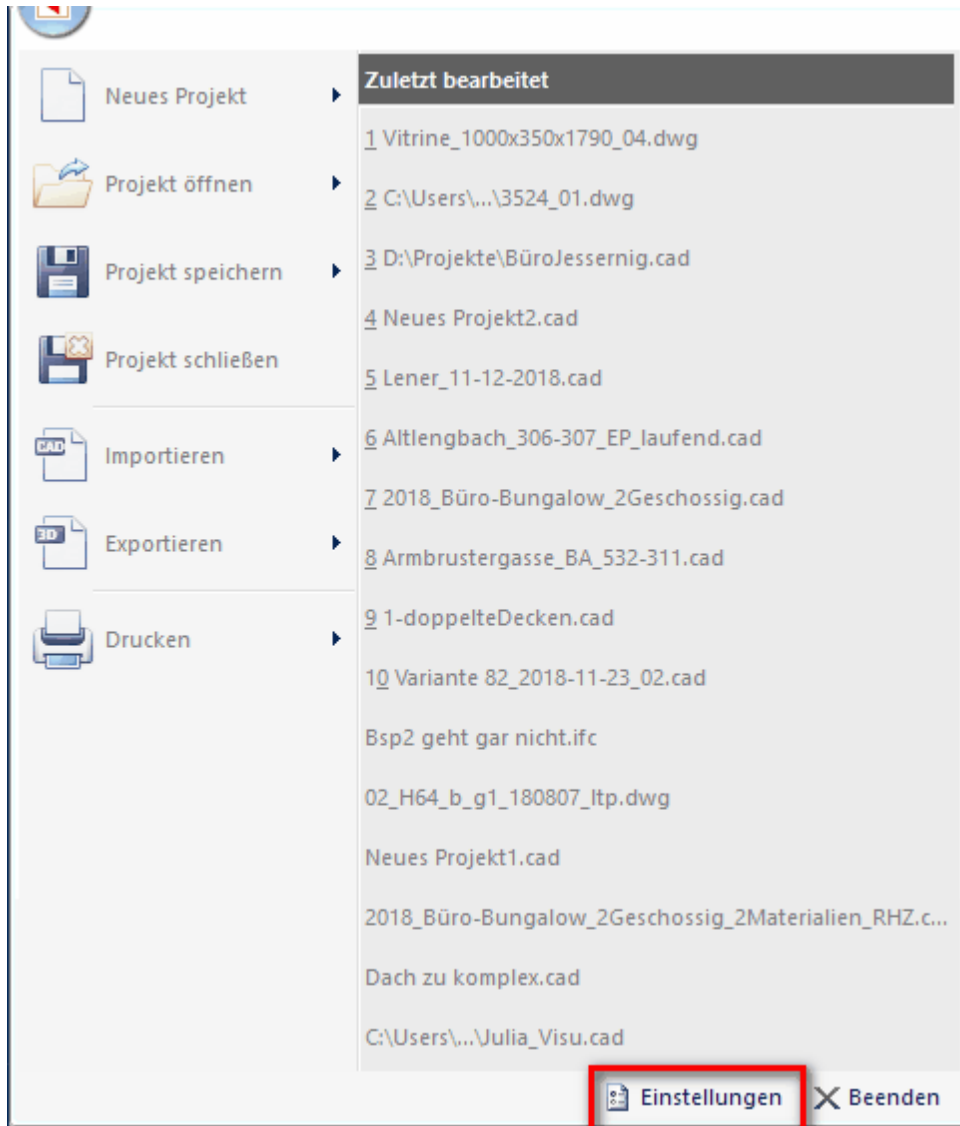 Neues Projekt
Projekt öffnen
Projekt speichern
Projekt schließen
CAD
Importieren
3D
Exportieren
Drucken
Zuletzt bearbeitet
1 Vitrine_1000x350x1790_04.dwg
2 C:\Users\...\3524_01.dwg
3 D:\Projekte\BüroJessernig.cad
4 Neues Projekt2.cad
5 Lener_11-12-2018.cad
6 Altlengbach_306-307_EP_laufend.cad
7 2018_Büro-Bungalow_2Geschossig.cad
8 Armbrustergasse_BA_532-311.cad
9 1-doppelteDecken.cad
10 Variante 82_2018-11-23_02.cad
Bsp2 geht gar nicht.ifc
02_H64_b_g1_180807_ltp.dwg
Neues Projekt1.cad
2018_Büro-Bungalow_2Geschossig_2Materialien_RHZ.c...
Dach zu komplex.cad
C:\Users\...\Julia_Visu.cad
Einstellungen
Beenden